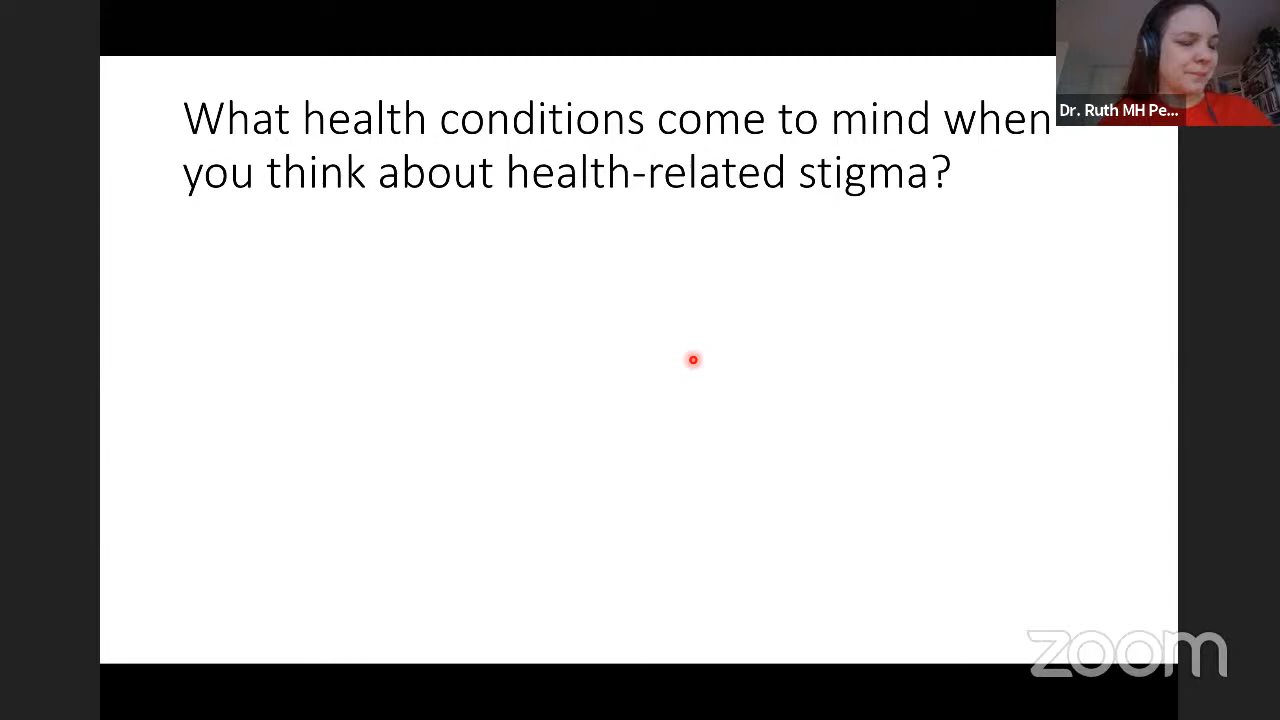 What health conditions come to mind when
you think about health-related stigma?
Dr. Ruth MH Pe...
zoom